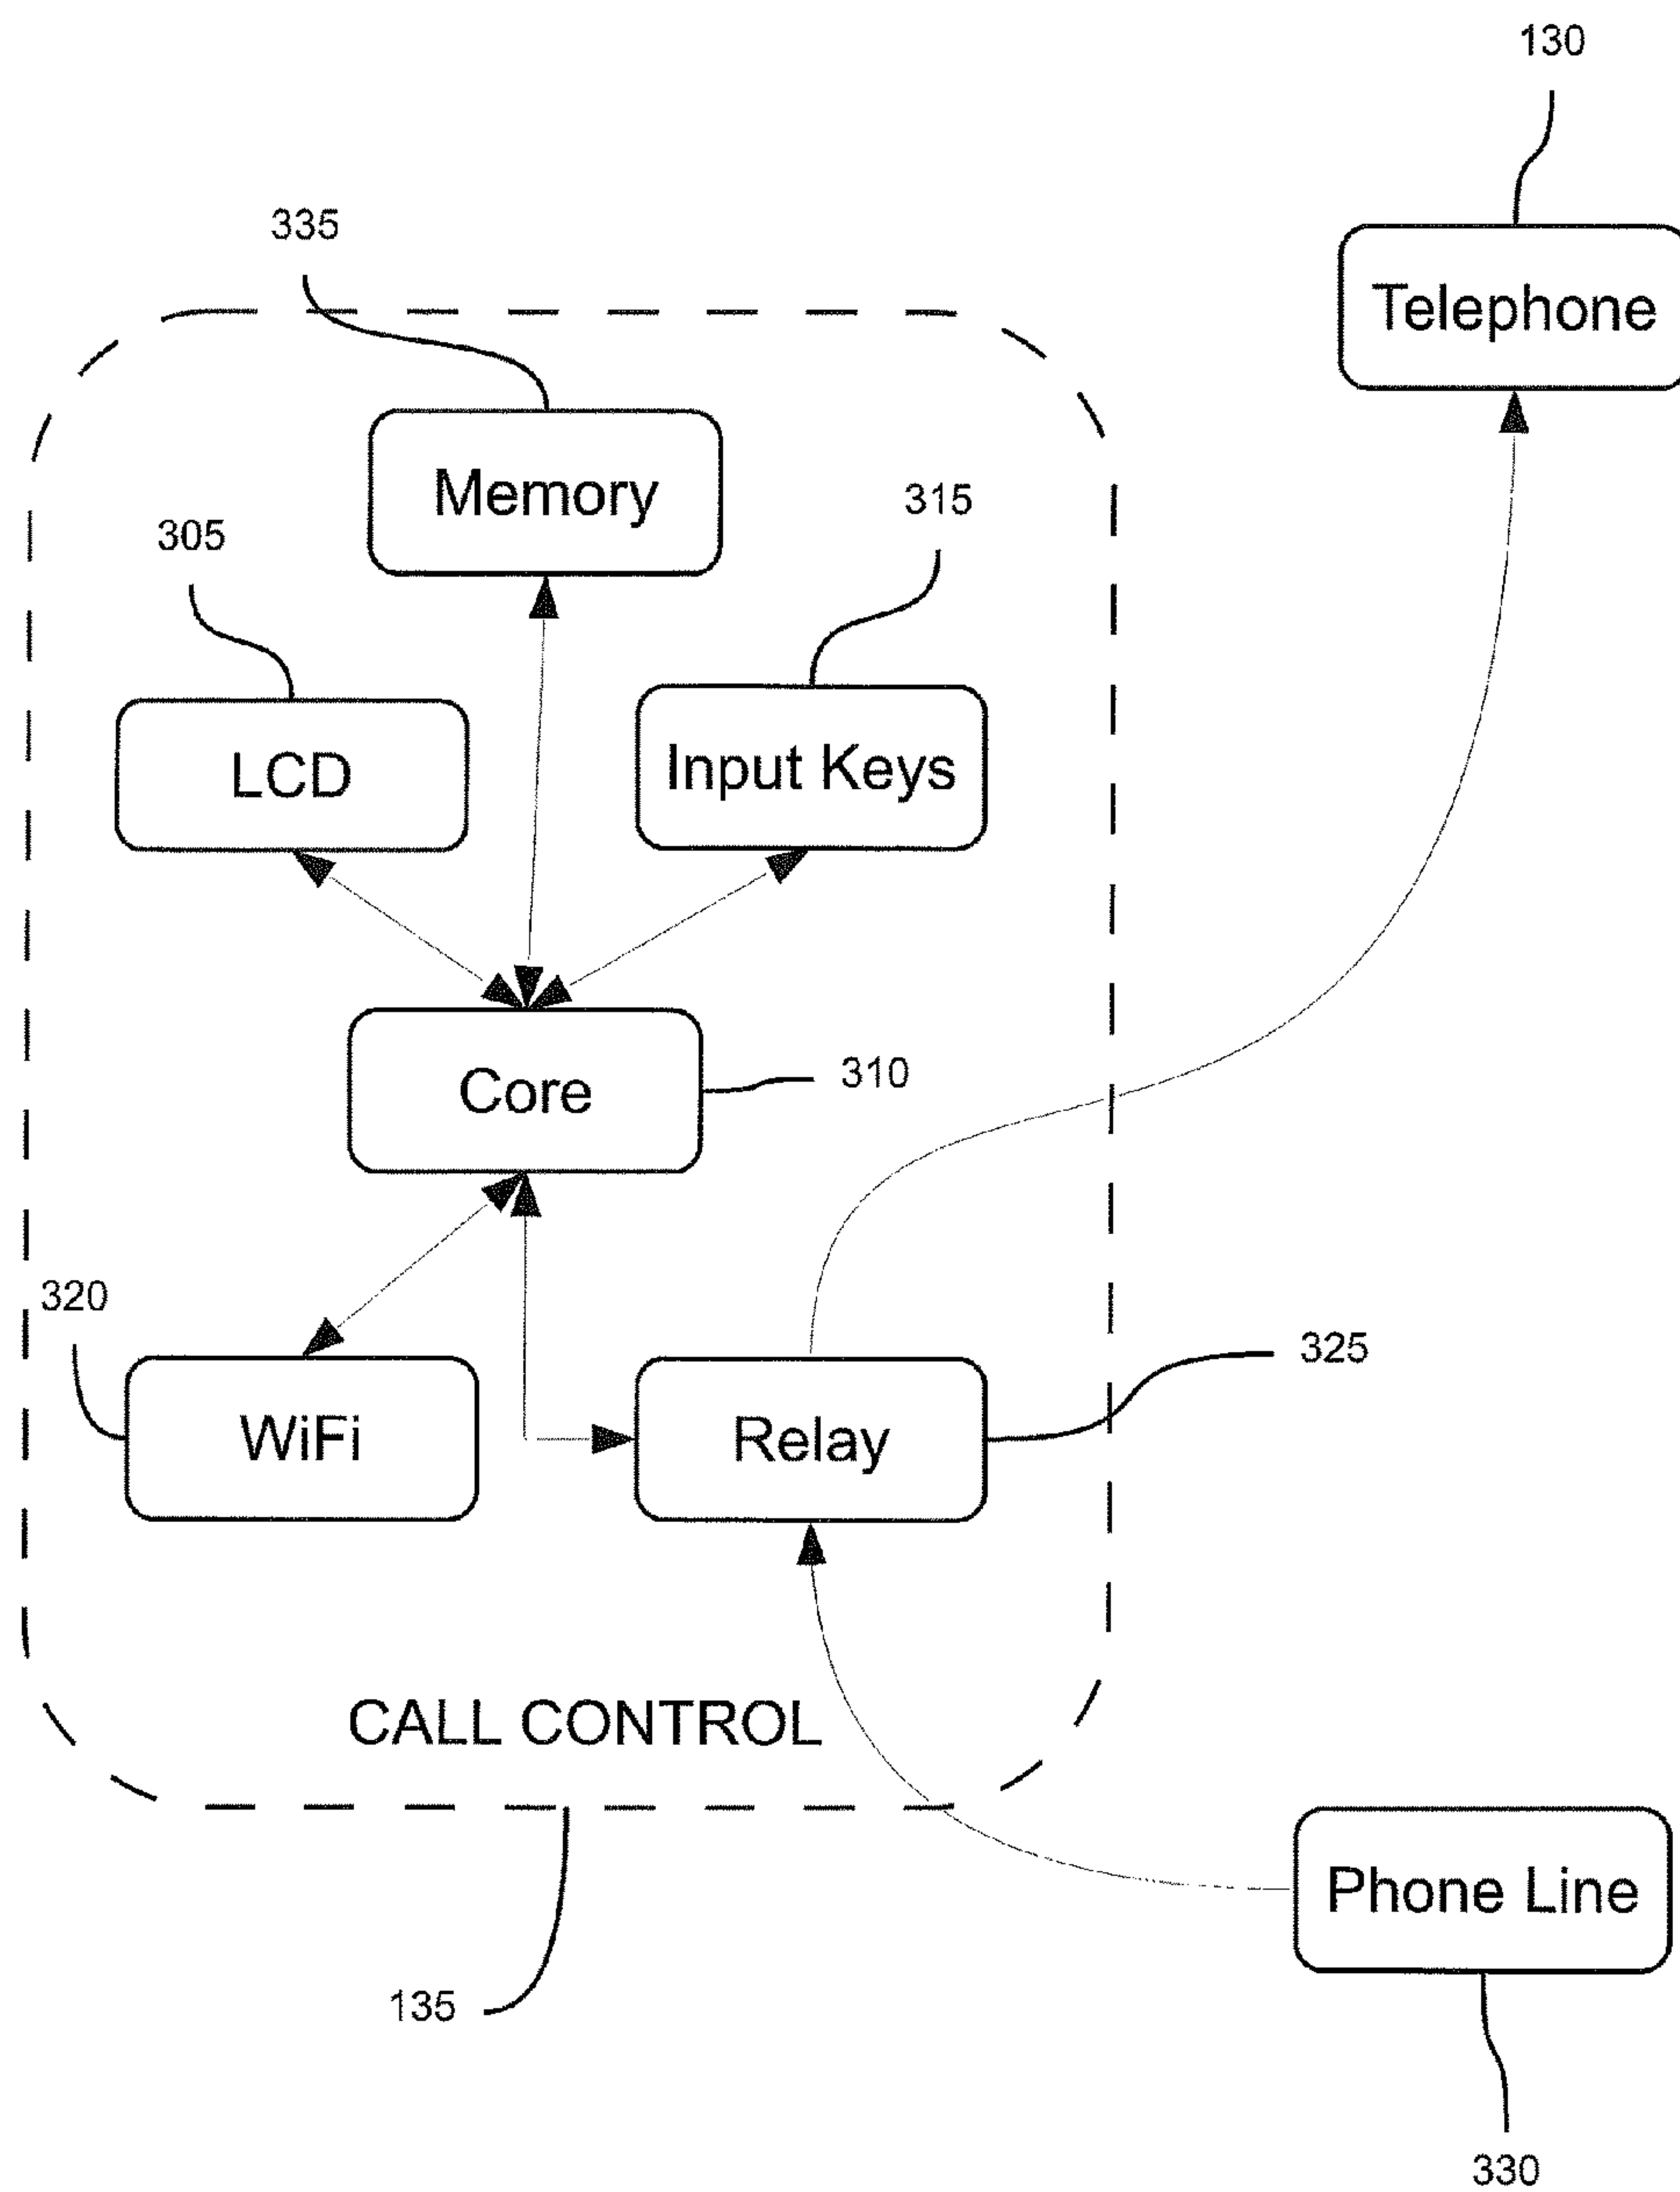 130
Telephone
335
Memory
315
305
LCD
Input Keys
Core
310
320
325
WiFi
Relay
CALL CONTROL
Phone Line
135
330